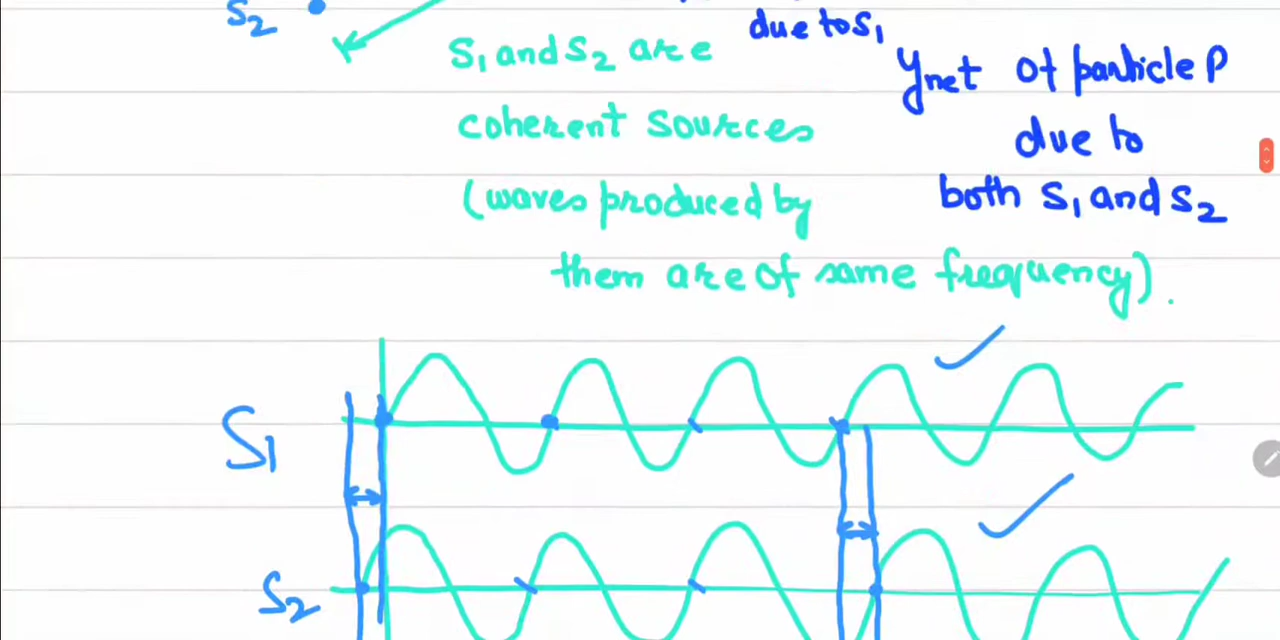 S2
due to S1
S1 and S2 are
coherent sources
(waves produced by
them are of same frequency).
ynet of particle P
due to
both S1 and S2
S1
S2